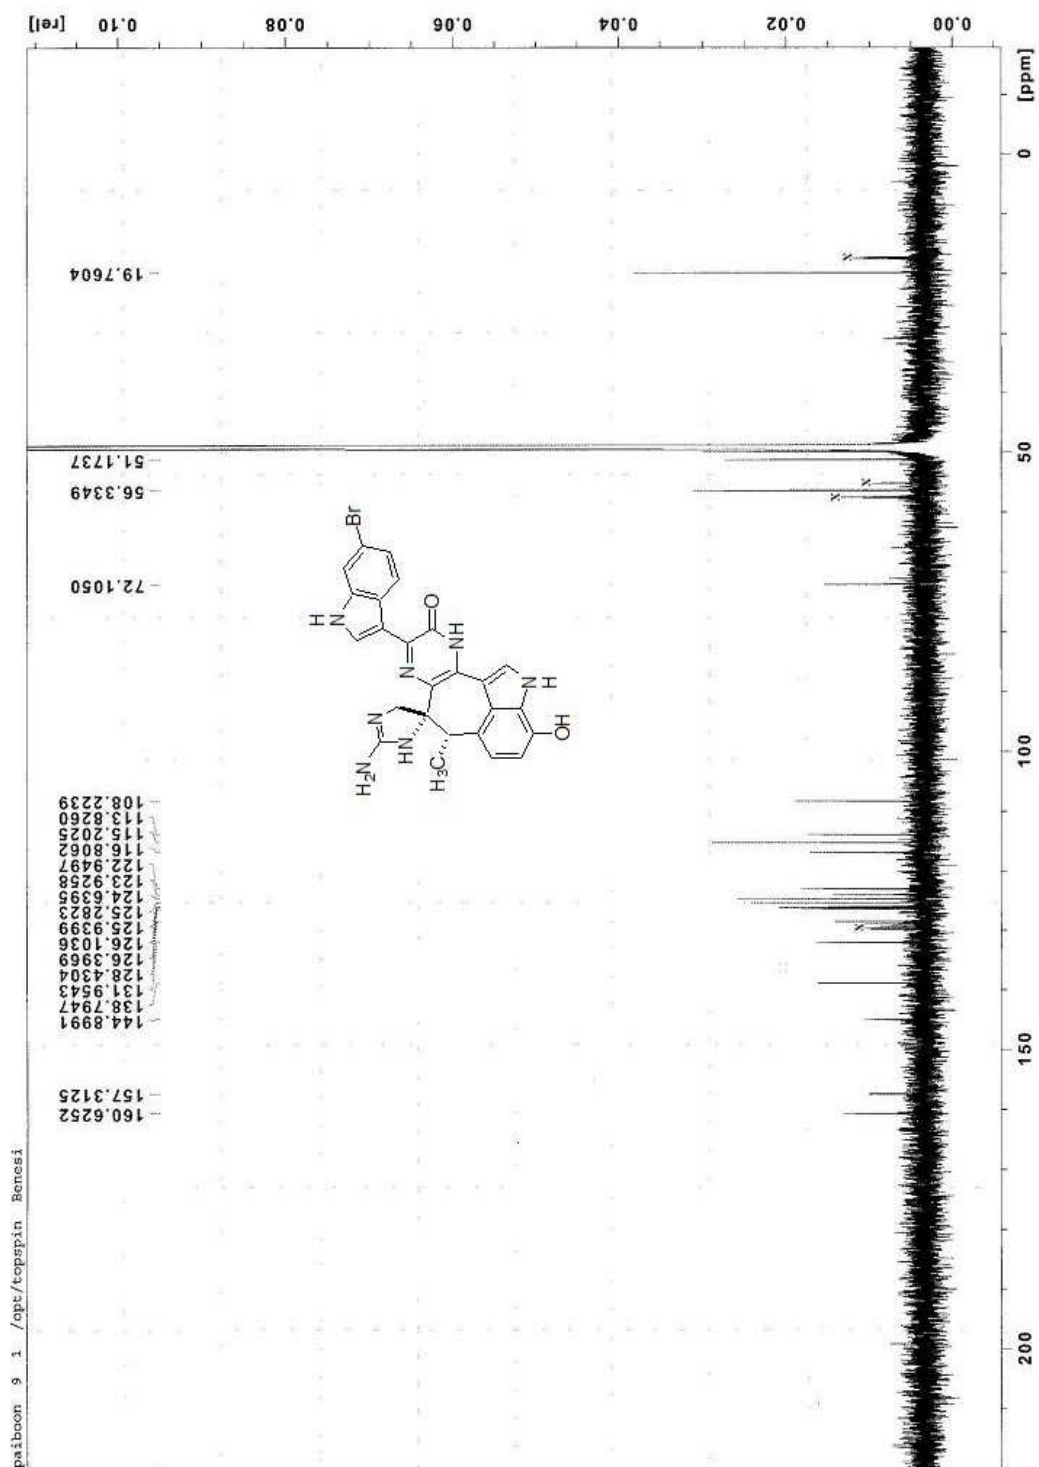 paiboon 9 1 /opt/topspin Benesi
160.6252
157.3125
144.8991
138.7947
131.9543
128.4304
126.3969
126.1036
125.9399
125.2823
124.6395
123.9258
122.9497
116.8062
115.2025
113.8260
108.2239
72.1050
56.3349
51.1737
19.7604
H2N
N
HN
H3C
N
O
NH
H
N
Br
N
H
OH
x
x
x
x
[rel]
0.10
0.08
0.06
0.04
0.02
0.00
200
150
100
50
0
[ppm]